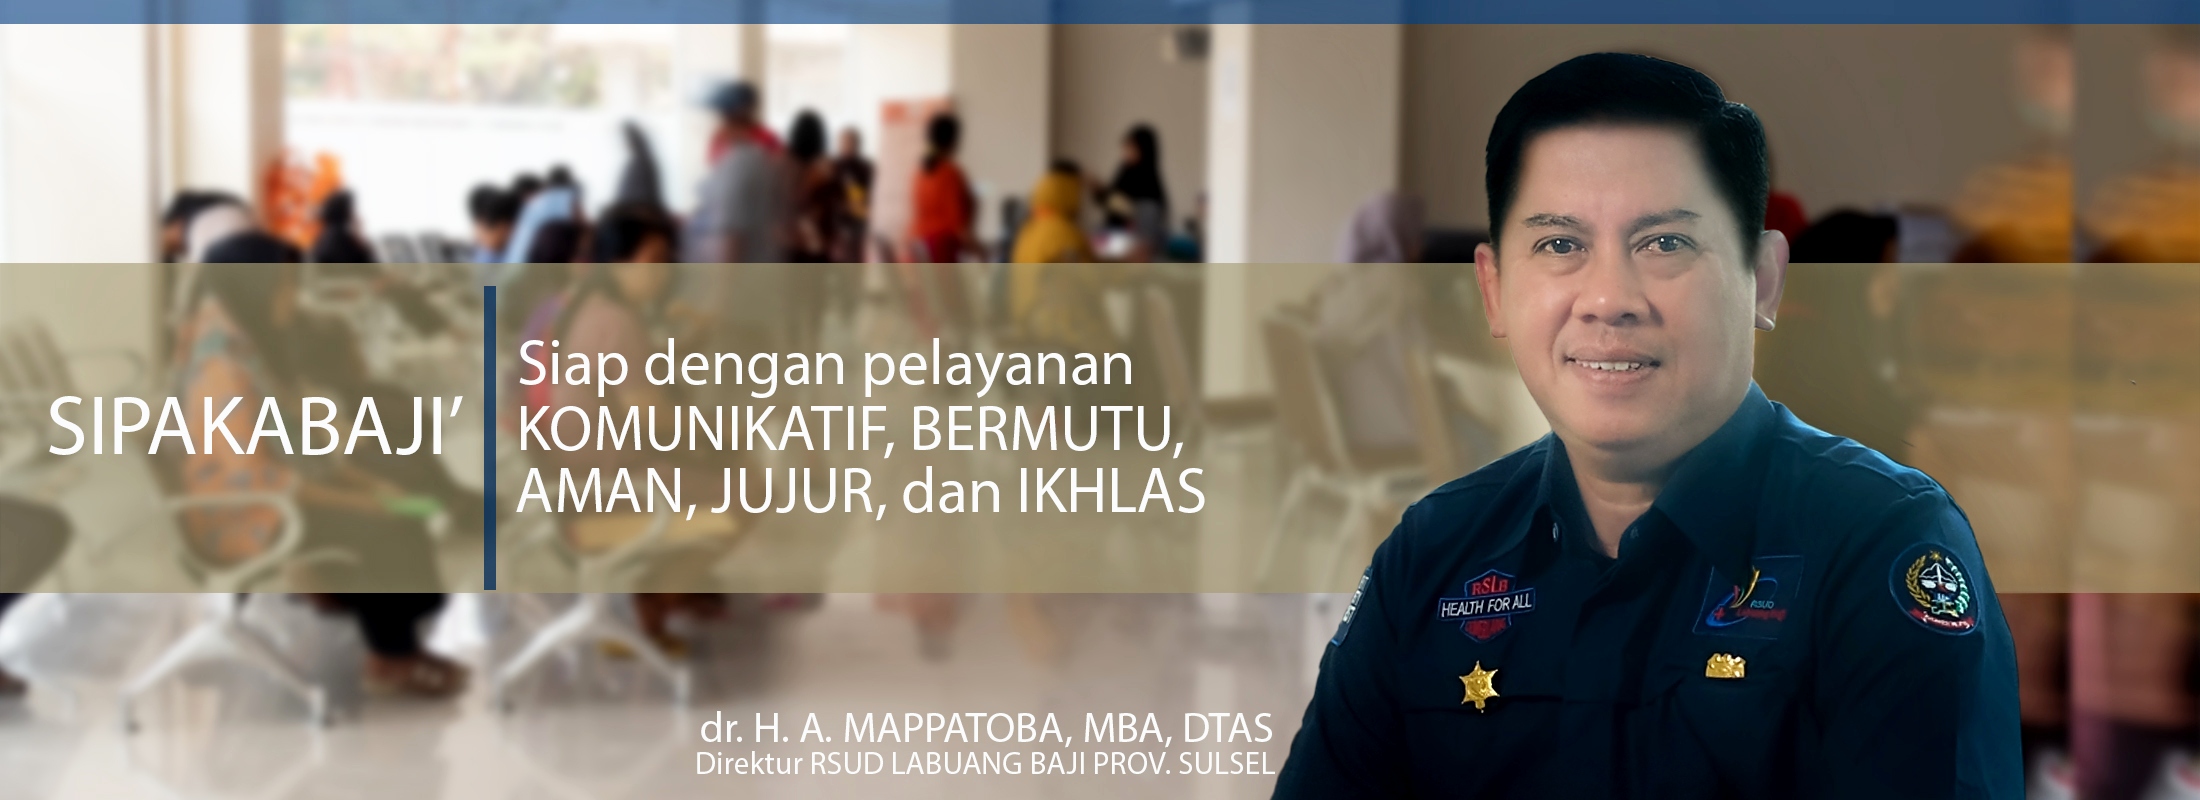 SIPAKABAJI’
Siap dengan pelayanan
KOMUNIKATIF, BERMUTU,
AMAN, JUJUR, dan IKHLAS
RSLB
HEALTH FOR ALL
RSUD
dr. H. A. MAPPATOBA, MBA, DTAS
Direktur RSUD LABUANG BAJI PROV. SULSEL